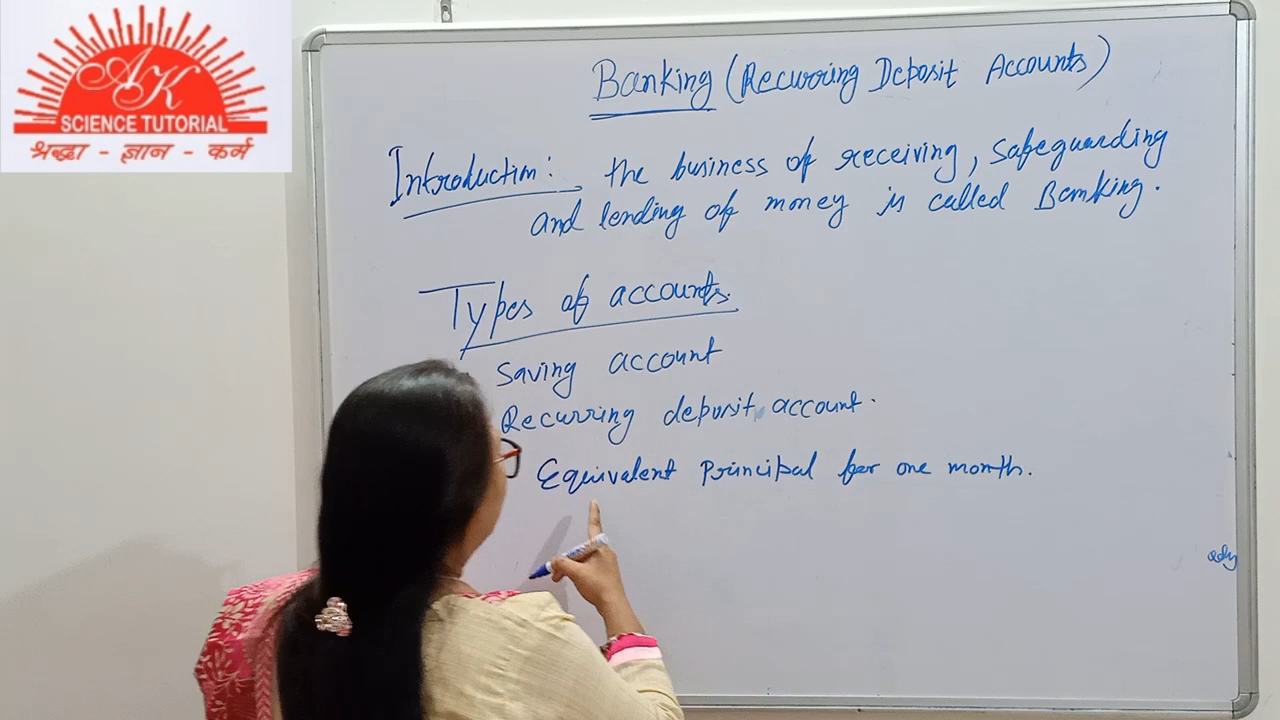 AK
SCIENCE TUTORIAL
श्रद्धा - ज्ञान - कर्म
Banking (Recurring Deposit Accounts)
Introduction: the business of receiving, safeguarding
and lending of money is called Banking.
Types of accounts
Saving account
Recurring deposit account.
Equivalent Principal for one month.